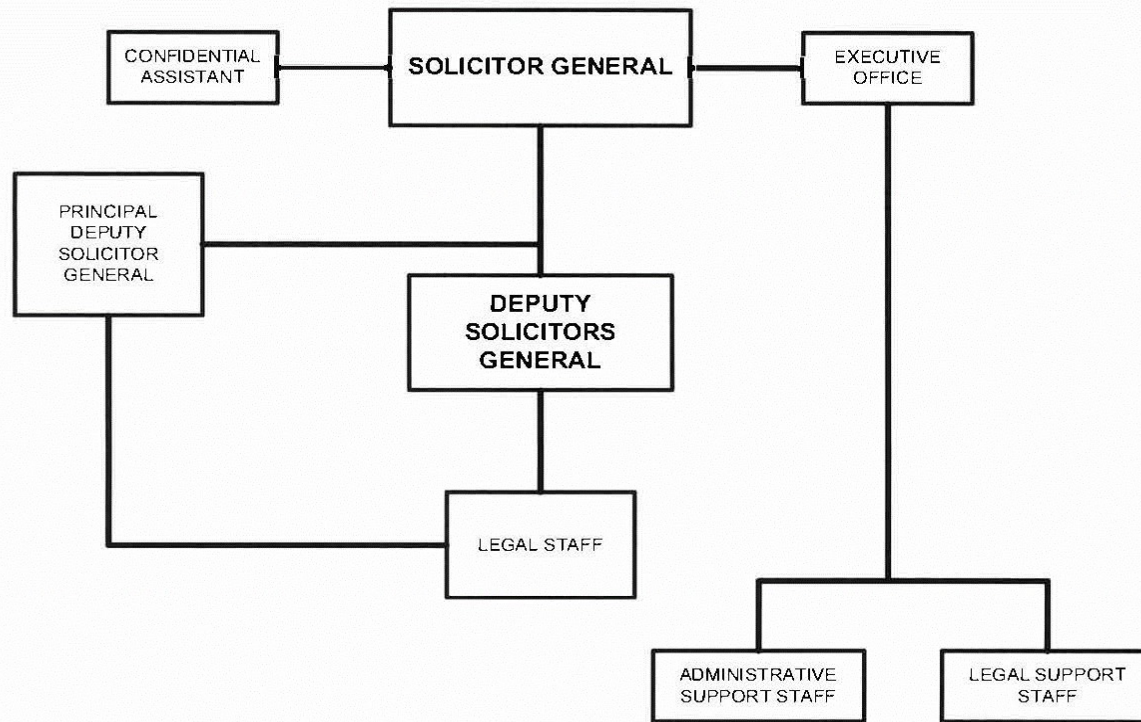 CONFIDENTIAL
ASSISTANT
SOLICITOR GENERAL
EXECUTIVE
OFFICE
PRINCIPAL
DEPUTY
SOLICITOR
GENERAL
DEPUTY
SOLICITORS
GENERAL
LEGAL STAFF
ADMINISTRATIVE
SUPPORT STAFF
LEGAL SUPPORT
STAFF